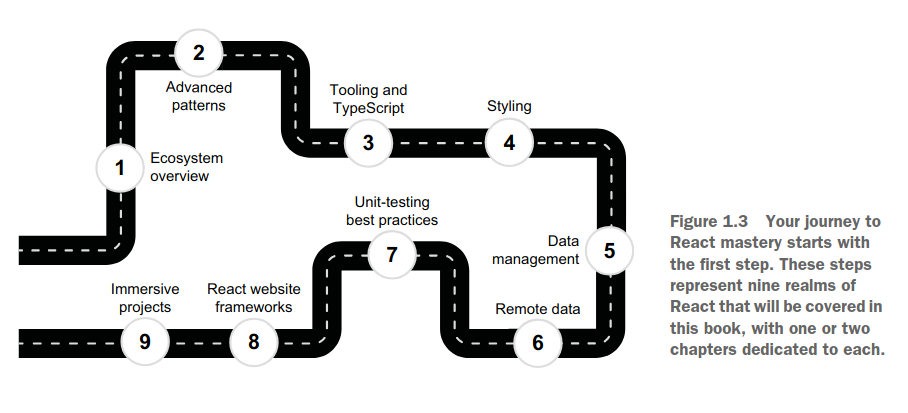 1
Ecosystem
overview
2
Advanced
patterns
Tooling and
TypeScript
3
Styling
4
Data
management
5
Remote data
6
Unit-testing
best practices
7
React website
frameworks
8
Immersive
projects
9
Figure 1.3 Your journey to
React mastery starts with
the first step. These steps
represent nine realms of
React that will be covered in
this book, with one or two
chapters dedicated to each.